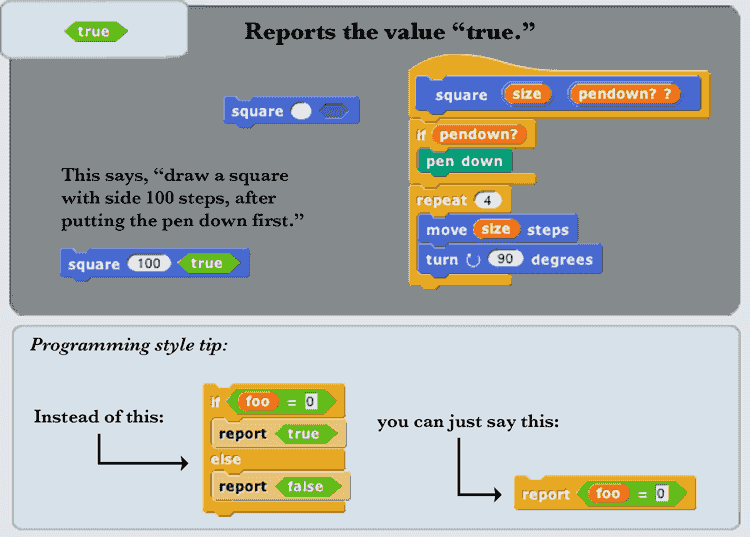 true
Reports the value “true.”
square
square size pendown? ?
if pendown?
pen down
repeat 4
move size steps
turn ↻ 90 degrees
This says, “draw a square
with side 100 steps, after
putting the pen down first.”
square 100 true
Programming style tip:
Instead of this:
if foo = 0
report true
else
report false
you can just say this:
report foo = 0